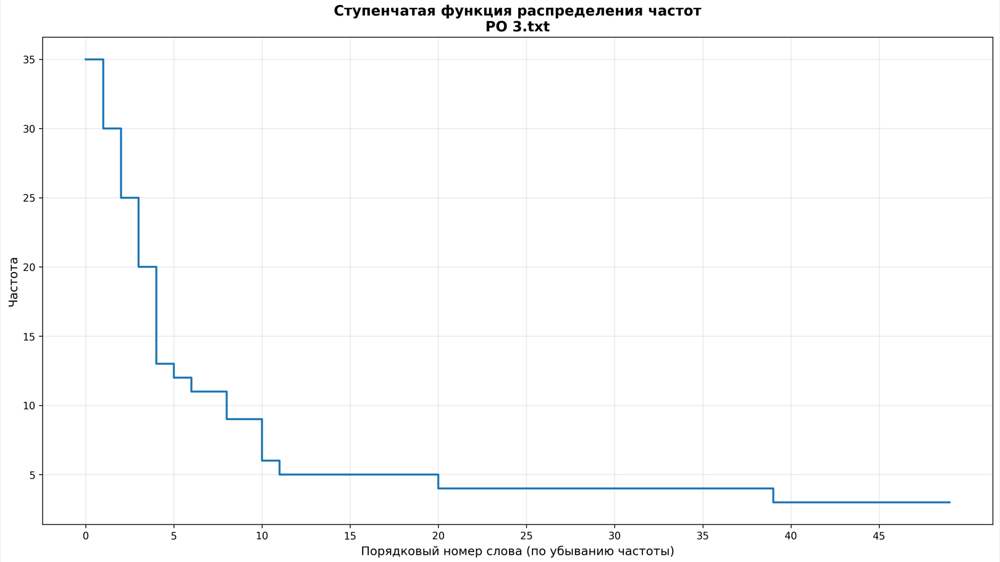 Ступенчатая функция распределения частот
РО 3.txt
35
30
25
20
15
10
5
Частота
0 5 10 15 20 25 30 35 40 45
Порядковый номер слова (по убыванию частоты)